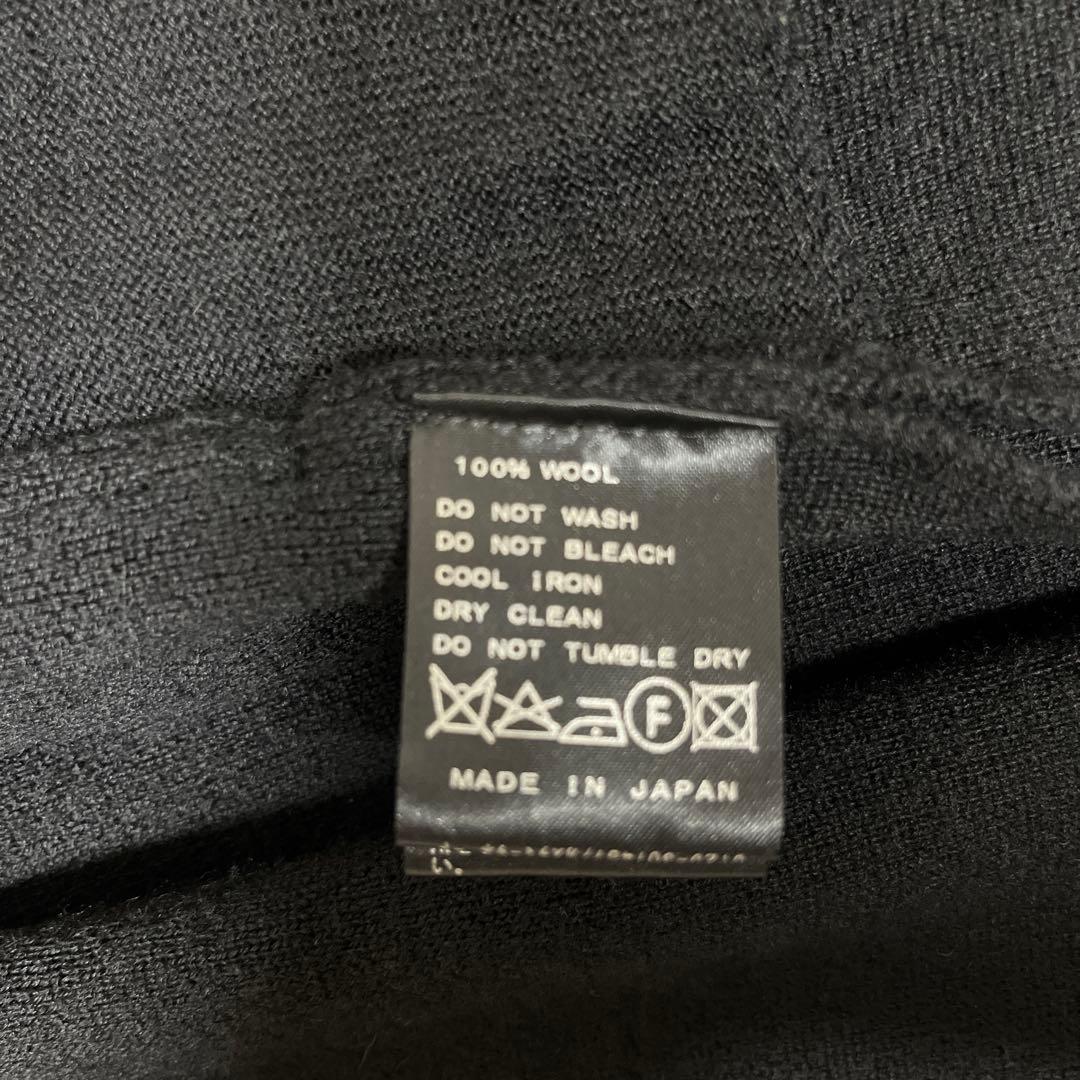 100% WOOL
DO NOT WASH
DO NOT BLEACH
COOL IRON
DRY CLEAN
DO NOT TUMBLE DRY
F
MADE IN JAPAN